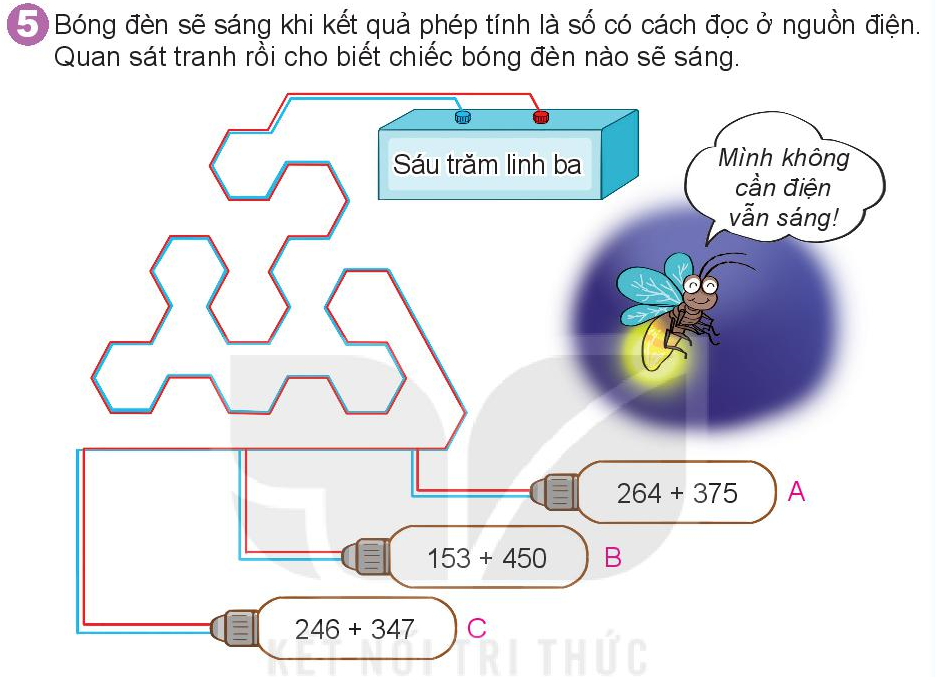 5 Bóng đèn sẽ sáng khi kết quả phép tính là số có cách đọc ở nguồn điện.
Quan sát tranh rồi cho biết chiếc bóng đèn nào sẽ sáng.
Sáu trăm linh ba
Mình không
cần điện
vẫn sáng!
264 + 375 A
153 + 450 B
246 + 347 C
KẾT NỐI TRI THỨC